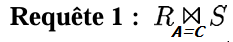 Requête 1 : R ⋈ S
A=C